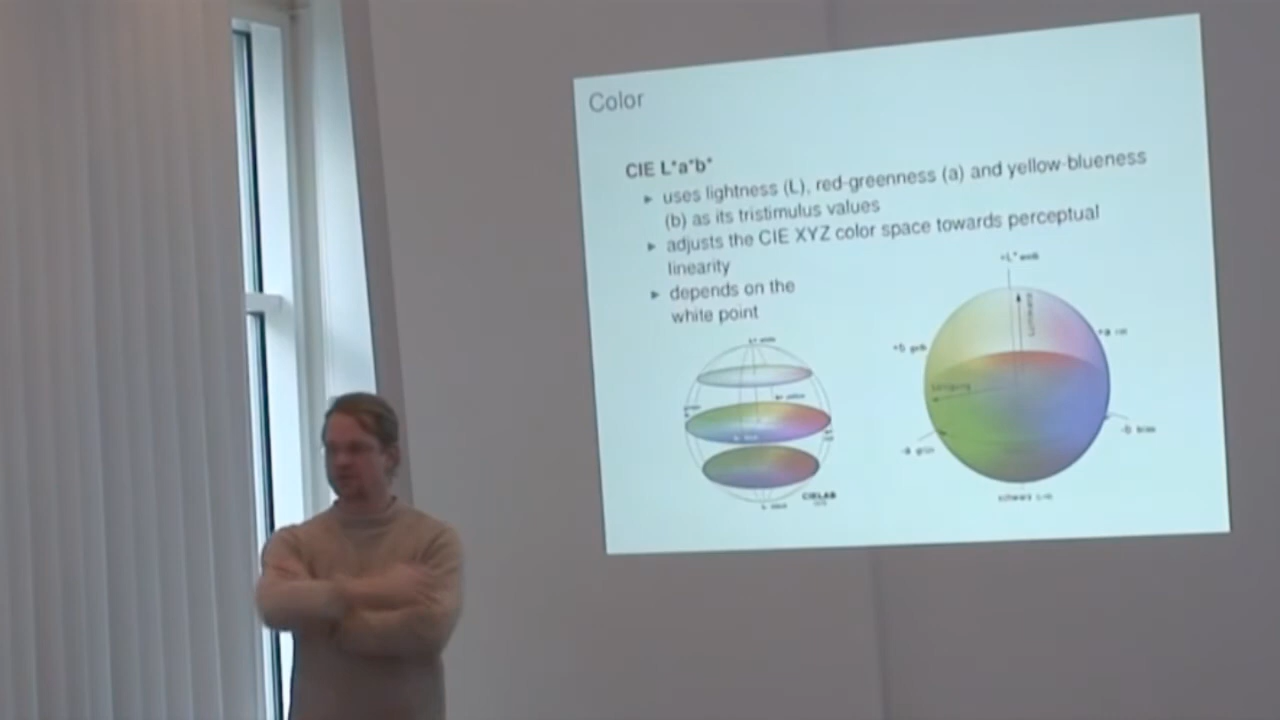 Color
CIE L*a*b*
▸ uses lightness (L), red-greenness (a) and yellow-blueness
(b) as its tristimulus values
▸ adjusts the CIE XYZ color space towards perceptual
linearity
▸ depends on the
white point
CIELAB